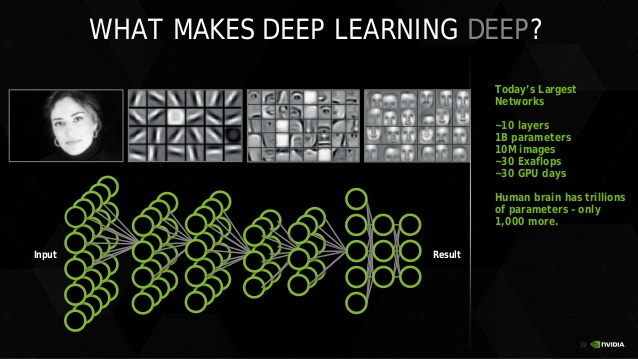 WHAT MAKES DEEP LEARNING DEEP?
Today's Largest
Networks
~10 layers
1B parameters
10M images
~30 Exaflops
~30 GPU days
Human brain has trillions
of parameters – only
1,000 more.
Input
Result
19
NVIDIA.